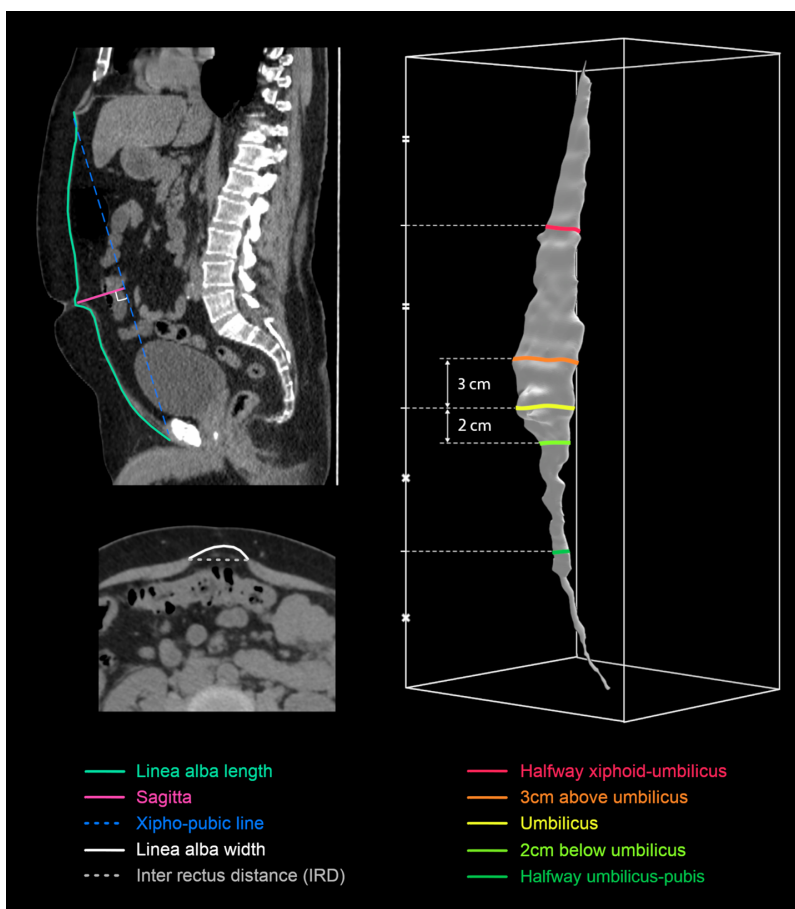 3 cm
2 cm
Linea alba length
Sagitta
Xipho-pubic line
Linea alba width
Inter rectus distance (IRD)
Halfway xiphoid-umbilicus
3cm above umbilicus
Umbilicus
2cm below umbilicus
Halfway umbilicus-pubis